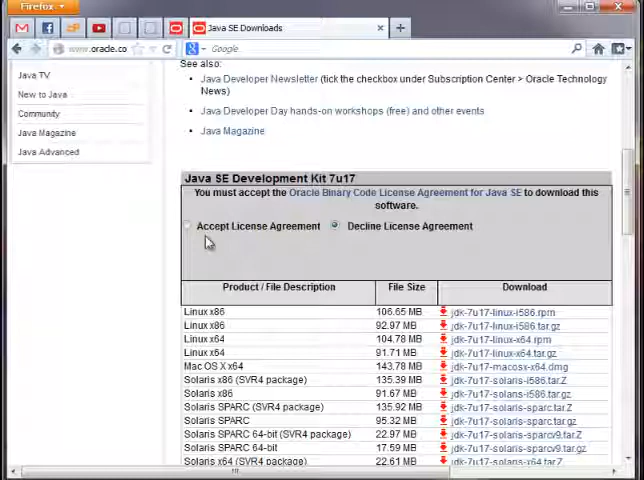 Firefox
Java SE Downloads
www.oracle.co
Google
Java TV
New to Java
Community
Java Magazine
Java Advanced
See also:
Java Developer Newsletter (tick the checkbox under Subscription Center > Oracle Technology
News)
Java Developer Day hands-on workshops (free) and other events
Java Magazine
Java SE Development Kit 7u17
You must accept the Oracle Binary Code License Agreement for Java SE to download this
software.
Accept License Agreement Decline License Agreement
Product / File Description File Size Download
Linux x86 106.65 MB jdk-7u17-linux-i586.rpm
Linux x86 92.97 MB jdk-7u17-linux-i586.tar.gz
Linux x64 104.78 MB jdk-7u17-linux-x64.rpm
Linux x64 91.71 MB jdk-7u17-linux-x64.tar.gz
Mac OS X x64 143.78 MB jdk-7u17-macosx-x64.dmg
Solaris x86 (SVR4 package) 135.39 MB jdk-7u17-solaris-i586.tar.Z
Solaris x86 91.67 MB jdk-7u17-solaris-i586.tar.gz
Solaris SPARC (SVR4 package) 135.92 MB jdk-7u17-solaris-sparc.tar.Z
Solaris SPARC 95.32 MB jdk-7u17-solaris-sparc.tar.gz
Solaris SPARC 64-bit (SVR4 package) 22.97 MB jdk-7u17-solaris-sparcv9.tar.Z
Solaris SPARC 64-bit 17.59 MB jdk-7u17-solaris-sparcv9.tar.gz
Solaris x64 (SVR4 package) 22.61 MB jdk-7u17-solaris-x64.tar.Z